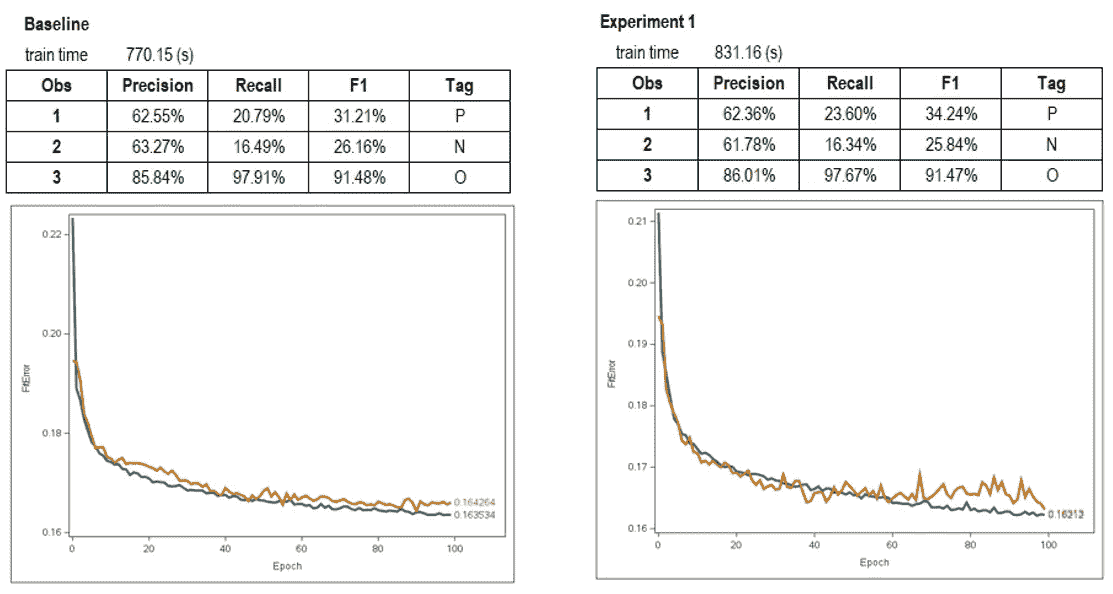 Baseline
train time 770.15 (s)
Obs Precision Recall F1 Tag
1 62.55% 20.79% 31.21% P
2 63.27% 16.49% 26.16% N
3 85.84% 97.91% 91.48% O
0.22
0.20
0.18
0.16
FitError
0.164264
0.163534
0 20 40 60 80 100
Epoch
Experiment 1
train time 831.16 (s)
Obs Precision Recall F1 Tag
1 62.36% 23.60% 34.24% P
2 61.78% 16.34% 25.84% N
3 86.01% 97.67% 91.47% O
0.21
0.20
0.19
0.18
0.17
0.16
FitError
0 20 40 60 80 100
Epoch